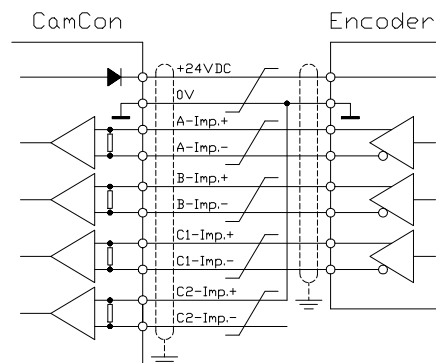 CamCon
Encoder
+24VDC
0V
A-Imp.+
A-Imp.-
B-Imp.+
B-Imp.-
C1-Imp.+
C1-Imp.-
C2-Imp.+
C2-Imp.-